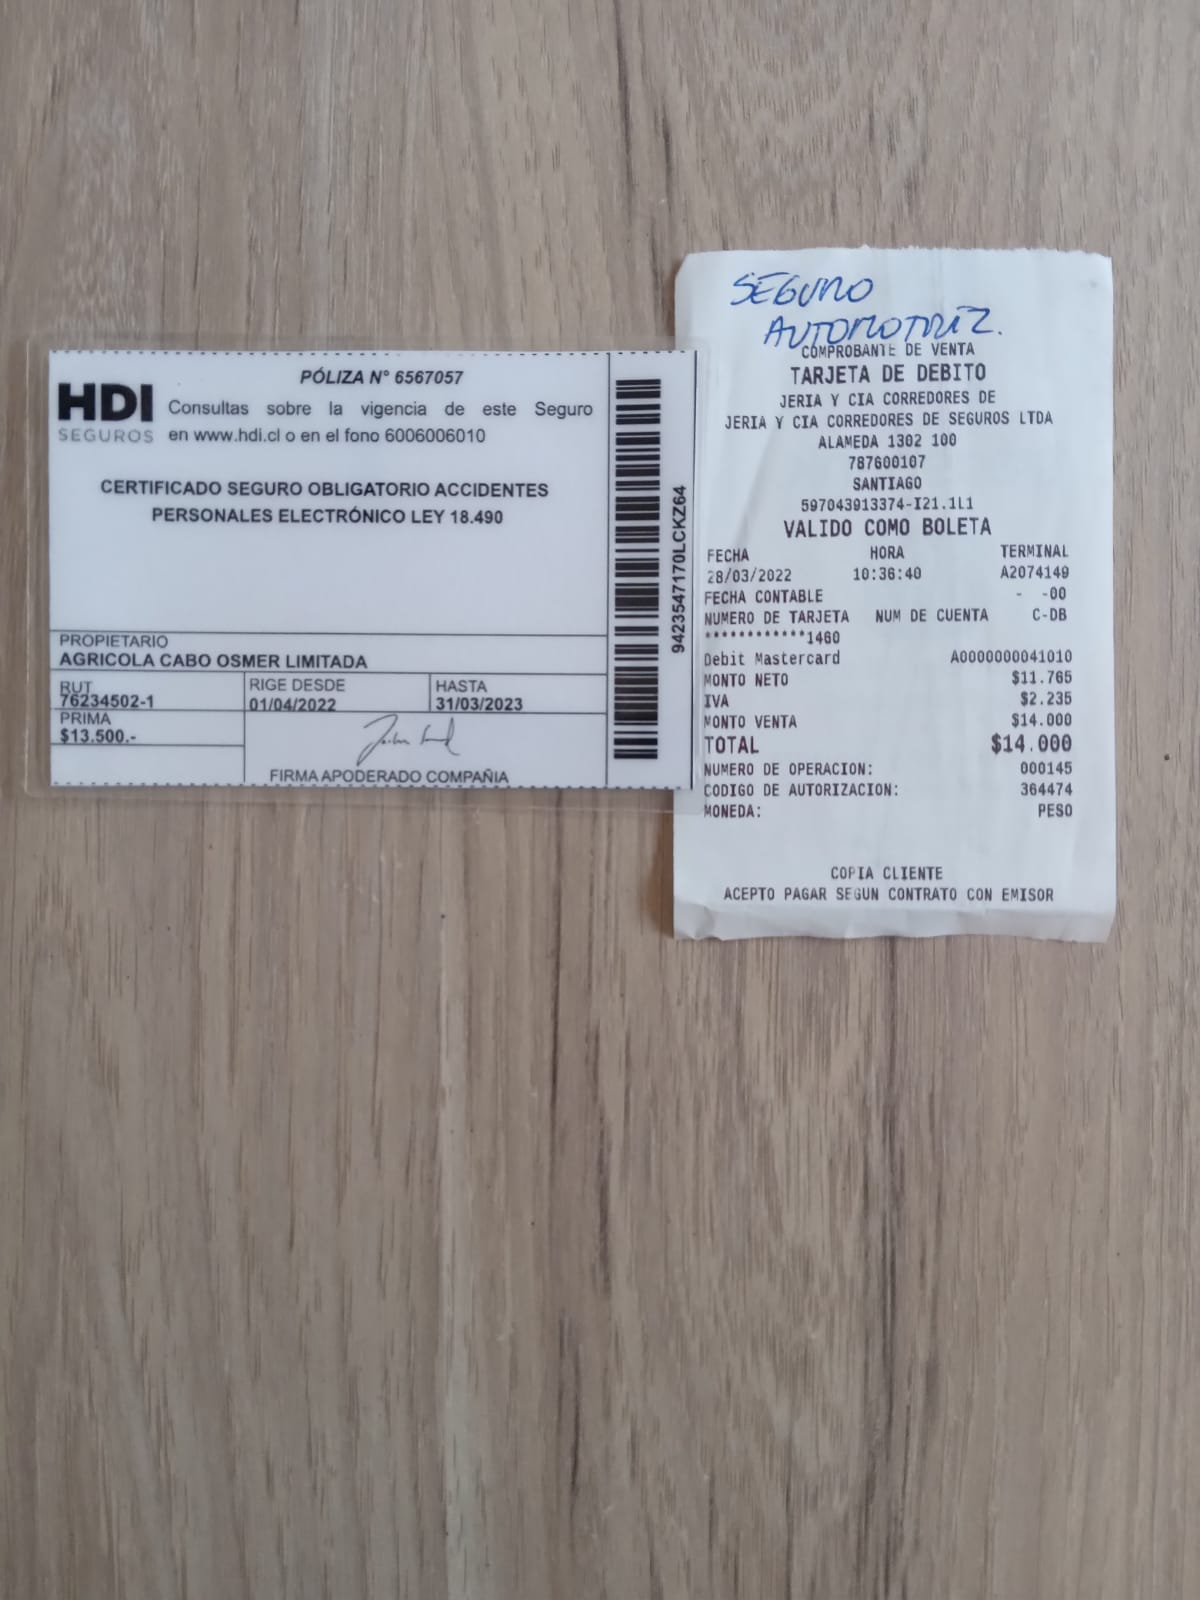 PÓLIZA N° 6567057
HDI
SEGUROS
Consultas sobre la vigencia de este Seguro
en www.hdi.cl o en el fono 6006006010
CERTIFICADO SEGURO OBLIGATORIO ACCIDENTES
PERSONALES ELECTRÓNICO LEY 18.490
PROPIETARIO
AGRICOLA CABO OSMER LIMITADA
RUT
76234502-1
RIGE DESDE
01/04/2022
HASTA
31/03/2023
PRIMA
$13.500.-
FIRMA APODERADO COMPAÑIA
9423547170LCKZ64
SEGURO
AUTOMOTRIZ.
COMPROBANTE DE VENTA
TARJETA DE DEBITO
JERIA Y CIA CORREDORES DE
JERIA Y CIA CORREDORES DE SEGUROS LTDA
ALAMEDA 1302 100
787600107
SANTIAGO
597043913374-I21.1L1
VALIDO COMO BOLETA
FECHA HORA TERMINAL
28/03/2022 10:36:40 A2074149
FECHA CONTABLE - -00
NUMERO DE TARJETA NUM DE CUENTA C-DB
************1460
Debit Mastercard A0000000041010
MONTO NETO $11.765
IVA $2.235
MONTO VENTA $14.000
TOTAL $14.000
NUMERO DE OPERACION: 000145
CODIGO DE AUTORIZACION: 364474
MONEDA: PESO
COPIA CLIENTE
ACEPTO PAGAR SEGUN CONTRATO CON EMISOR